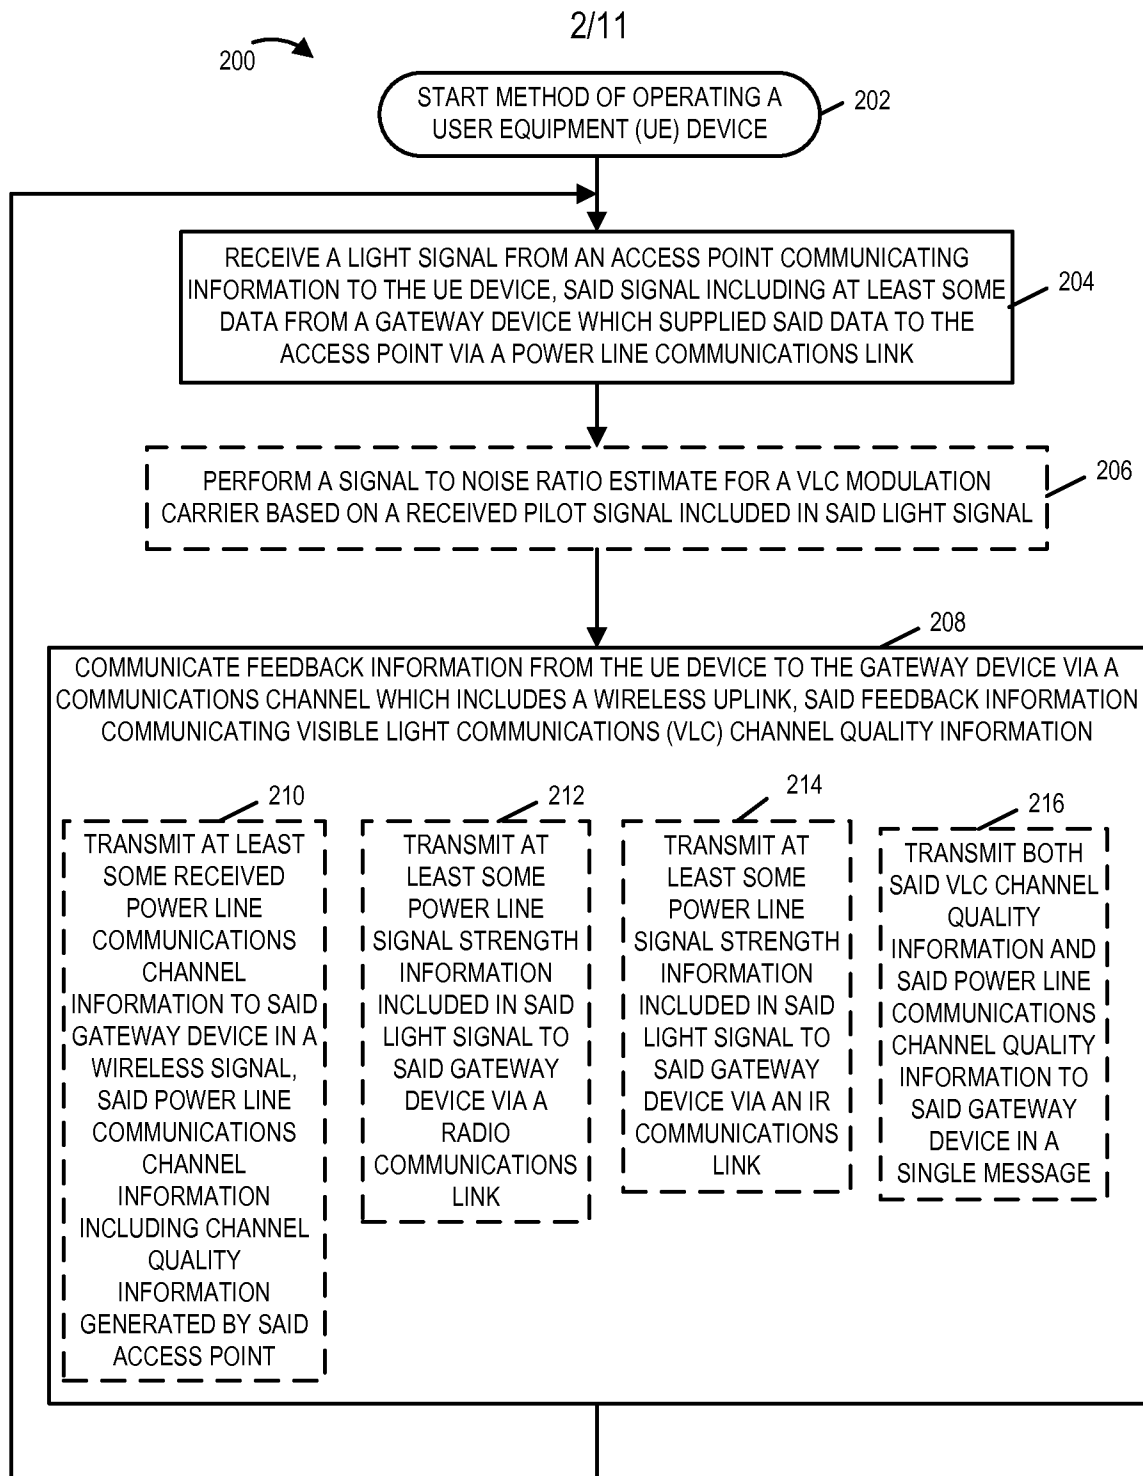 2/11
200
START METHOD OF OPERATING A
USER EQUIPMENT (UE) DEVICE
202
RECEIVE A LIGHT SIGNAL FROM AN ACCESS POINT COMMUNICATING
INFORMATION TO THE UE DEVICE, SAID SIGNAL INCLUDING AT LEAST SOME
DATA FROM A GATEWAY DEVICE WHICH SUPPLIED SAID DATA TO THE
ACCESS POINT VIA A POWER LINE COMMUNICATIONS LINK
204
PERFORM A SIGNAL TO NOISE RATIO ESTIMATE FOR A VLC MODULATION
CARRIER BASED ON A RECEIVED PILOT SIGNAL INCLUDED IN SAID LIGHT SIGNAL
206
208
COMMUNICATE FEEDBACK INFORMATION FROM THE UE DEVICE TO THE GATEWAY DEVICE VIA A
COMMUNICATIONS CHANNEL WHICH INCLUDES A WIRELESS UPLINK, SAID FEEDBACK INFORMATION
COMMUNICATING VISIBLE LIGHT COMMUNICATIONS (VLC) CHANNEL QUALITY INFORMATION
210
TRANSMIT AT LEAST
SOME RECEIVED
POWER LINE
COMMUNICATIONS
CHANNEL
INFORMATION TO SAID
GATEWAY DEVICE IN A
WIRELESS SIGNAL,
SAID POWER LINE
COMMUNICATIONS
CHANNEL
INFORMATION
INCLUDING CHANNEL
QUALITY
INFORMATION
GENERATED BY SAID
ACCESS POINT
212
TRANSMIT AT
LEAST SOME
POWER LINE
SIGNAL STRENGTH
INFORMATION
INCLUDED IN SAID
LIGHT SIGNAL TO
SAID GATEWAY
DEVICE VIA A
RADIO
COMMUNICATIONS
LINK
214
TRANSMIT AT
LEAST SOME
POWER LINE
SIGNAL STRENGTH
INFORMATION
INCLUDED IN SAID
LIGHT SIGNAL TO
SAID GATEWAY
DEVICE VIA AN IR
COMMUNICATIONS
LINK
216
TRANSMIT BOTH
SAID VLC CHANNEL
QUALITY
INFORMATION AND
SAID POWER LINE
COMMUNICATIONS
CHANNEL QUALITY
INFORMATION TO
SAID GATEWAY
DEVICE IN A
SINGLE MESSAGE